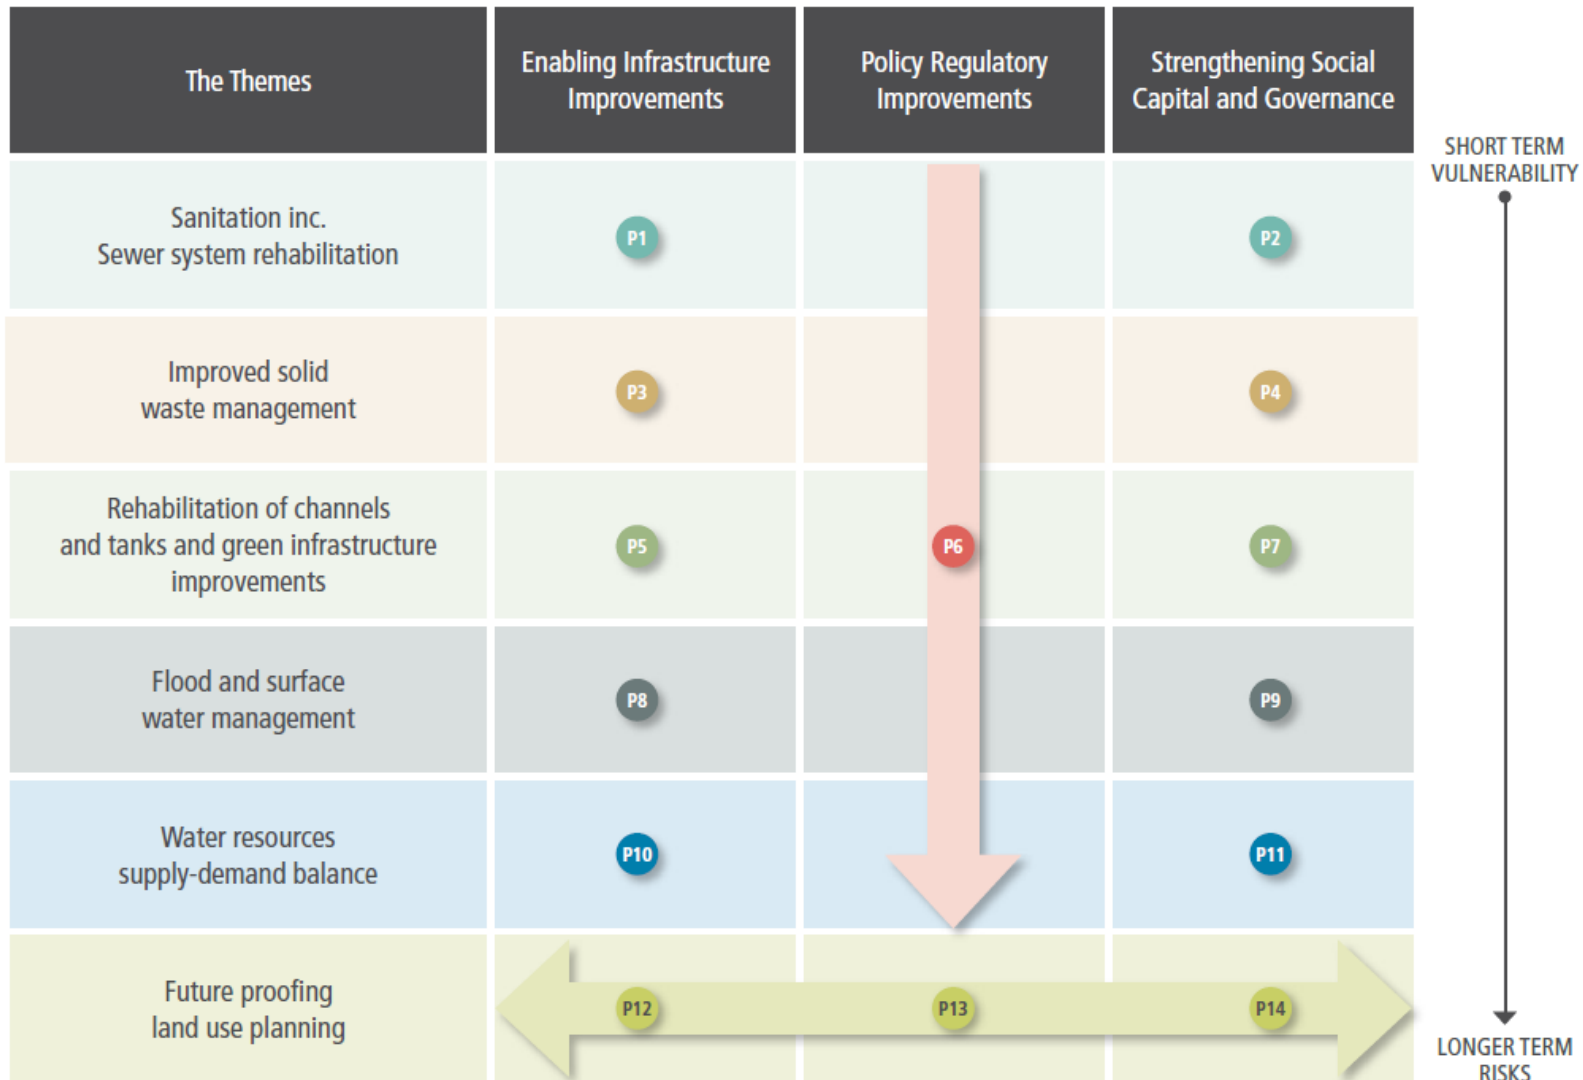 The Themes
Enabling Infrastructure
Improvements
Policy Regulatory
Improvements
Strengthening Social
Capital and Governance
SHORT TERM
VULNERABILITY
Sanitation inc.
Sewer system rehabilitation
P1
P2
Improved solid
waste management
P3
P4
Rehabilitation of channels
and tanks and green infrastructure
improvements
P5
P6
P7
Flood and surface
water management
P8
P9
Water resources
supply-demand balance
P10
P11
Future proofing
land use planning
P12
P13
P14
LONGER TERM
RISKS